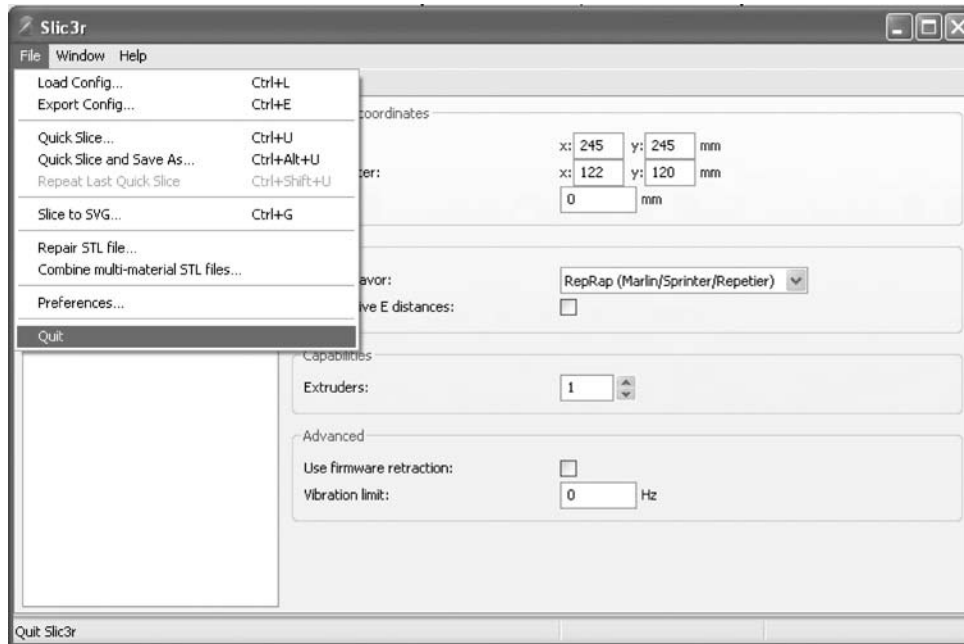 Slic3r
File Window Help
Load Config... Ctrl+L
Export Config... Ctrl+E
Quick Slice... Ctrl+U
Quick Slice and Save As... Ctrl+Alt+U
Repeat Last Quick Slice Ctrl+Shift+U
Slice to SVG... Ctrl+G
Repair STL file...
Combine multi-material STL files...
Preferences...
Quit
coordinates
x: 245 y: 245 mm
ter: x: 122 y: 120 mm
0 mm
avor: RepRap (Marlin/Sprinter/Repetier)
ive E distances:
Capabilities
Extruders: 1
Advanced
Use firmware retraction:
Vibration limit: 0 Hz
Quit Slic3r